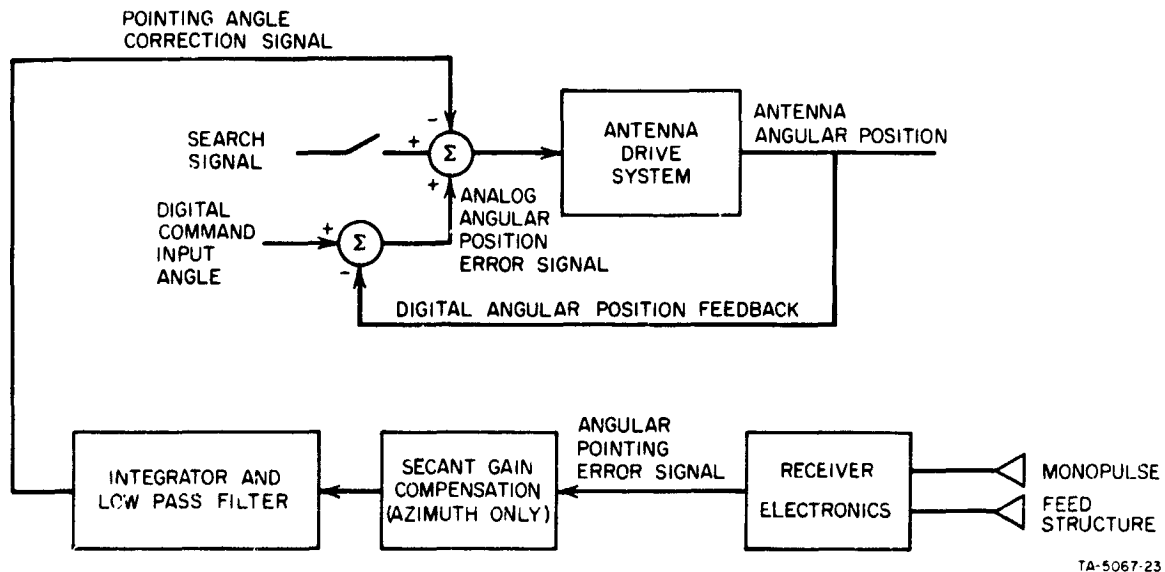 POINTING ANGLE
CORRECTION SIGNAL
SEARCH
SIGNAL
-
+
Σ
+
ANTENNA
DRIVE
SYSTEM
ANTENNA
ANGULAR POSITION
DIGITAL
COMMAND
INPUT
ANGLE
+
Σ
-
ANALOG
ANGULAR
POSITION
ERROR SIGNAL
DIGITAL ANGULAR POSITION FEEDBACK
INTEGRATOR AND
LOW PASS FILTER
SECANT GAIN
COMPENSATION
(AZIMUTH ONLY)
ANGULAR
POINTING
ERROR SIGNAL
RECEIVER
ELECTRONICS
MONOPULSE
FEED
STRUCTURE
TA-5067-23